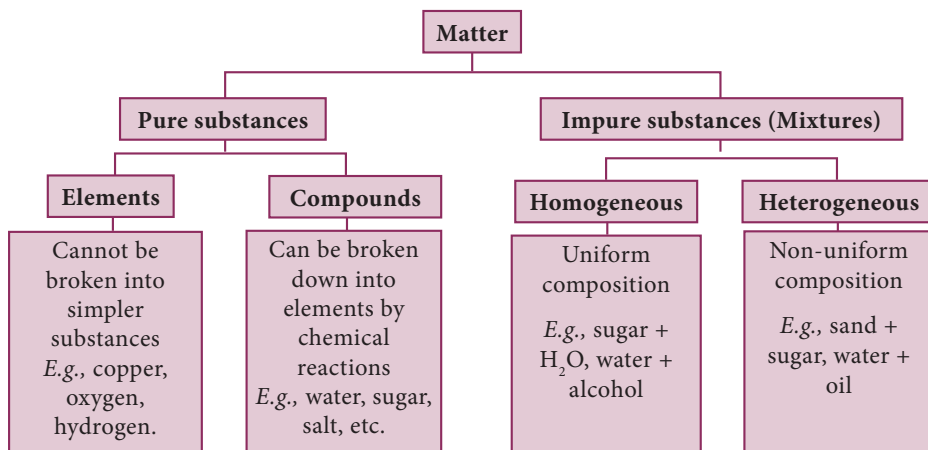 Matter
Pure substances
Impure substances (Mixtures)
Elements
Compounds
Homogeneous
Heterogeneous
Cannot be
broken into
simpler
substances
E.g., copper,
oxygen,
hydrogen.
Can be broken
down into
elements by
chemical
reactions
E.g., water, sugar,
salt, etc.
Uniform
composition
E.g., sugar +
H₂O, water +
alcohol
Non-uniform
composition
E.g., sand +
sugar, water +
oil